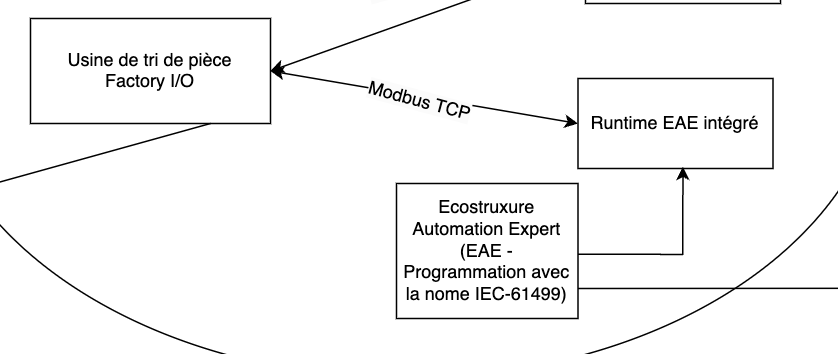 Usine de tri de pièce
Factory I/O
Modbus TCP
Runtime EAE intégré
Ecostruxure
Automation Expert
(EAE -
Programmation avec
la nome IEC-61499)